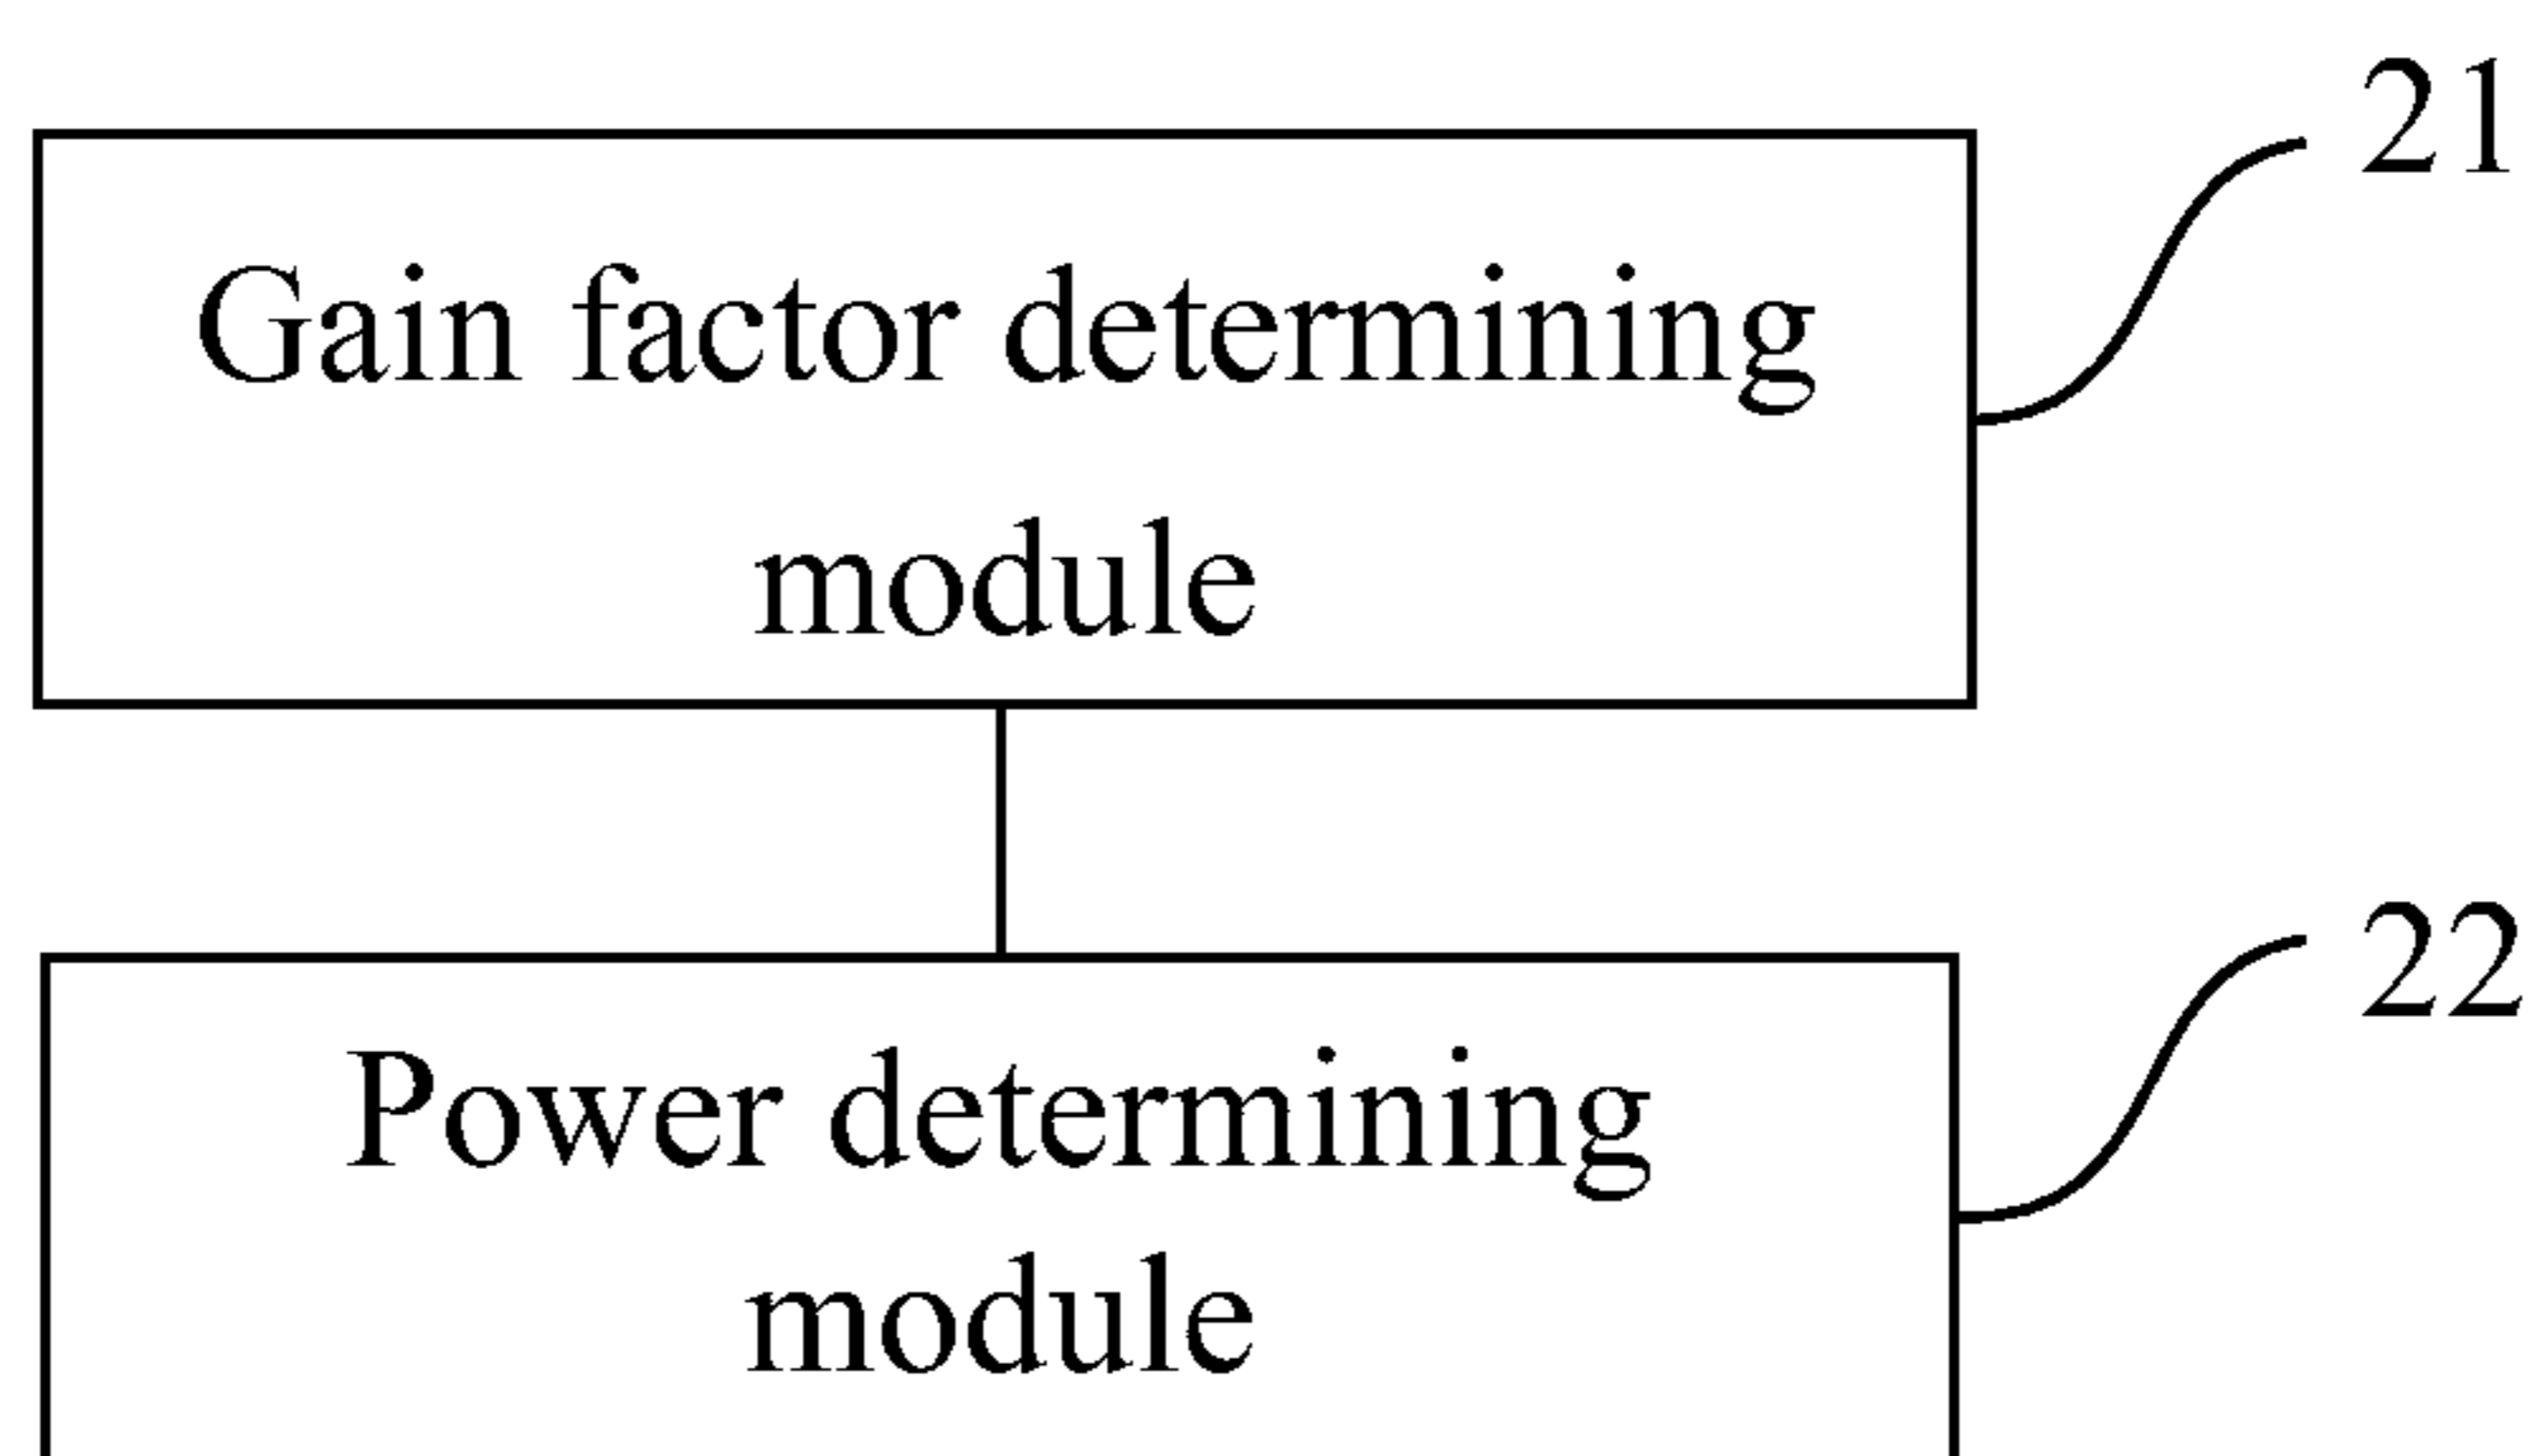 21
Gain factor determining
module
22
Power determining
module